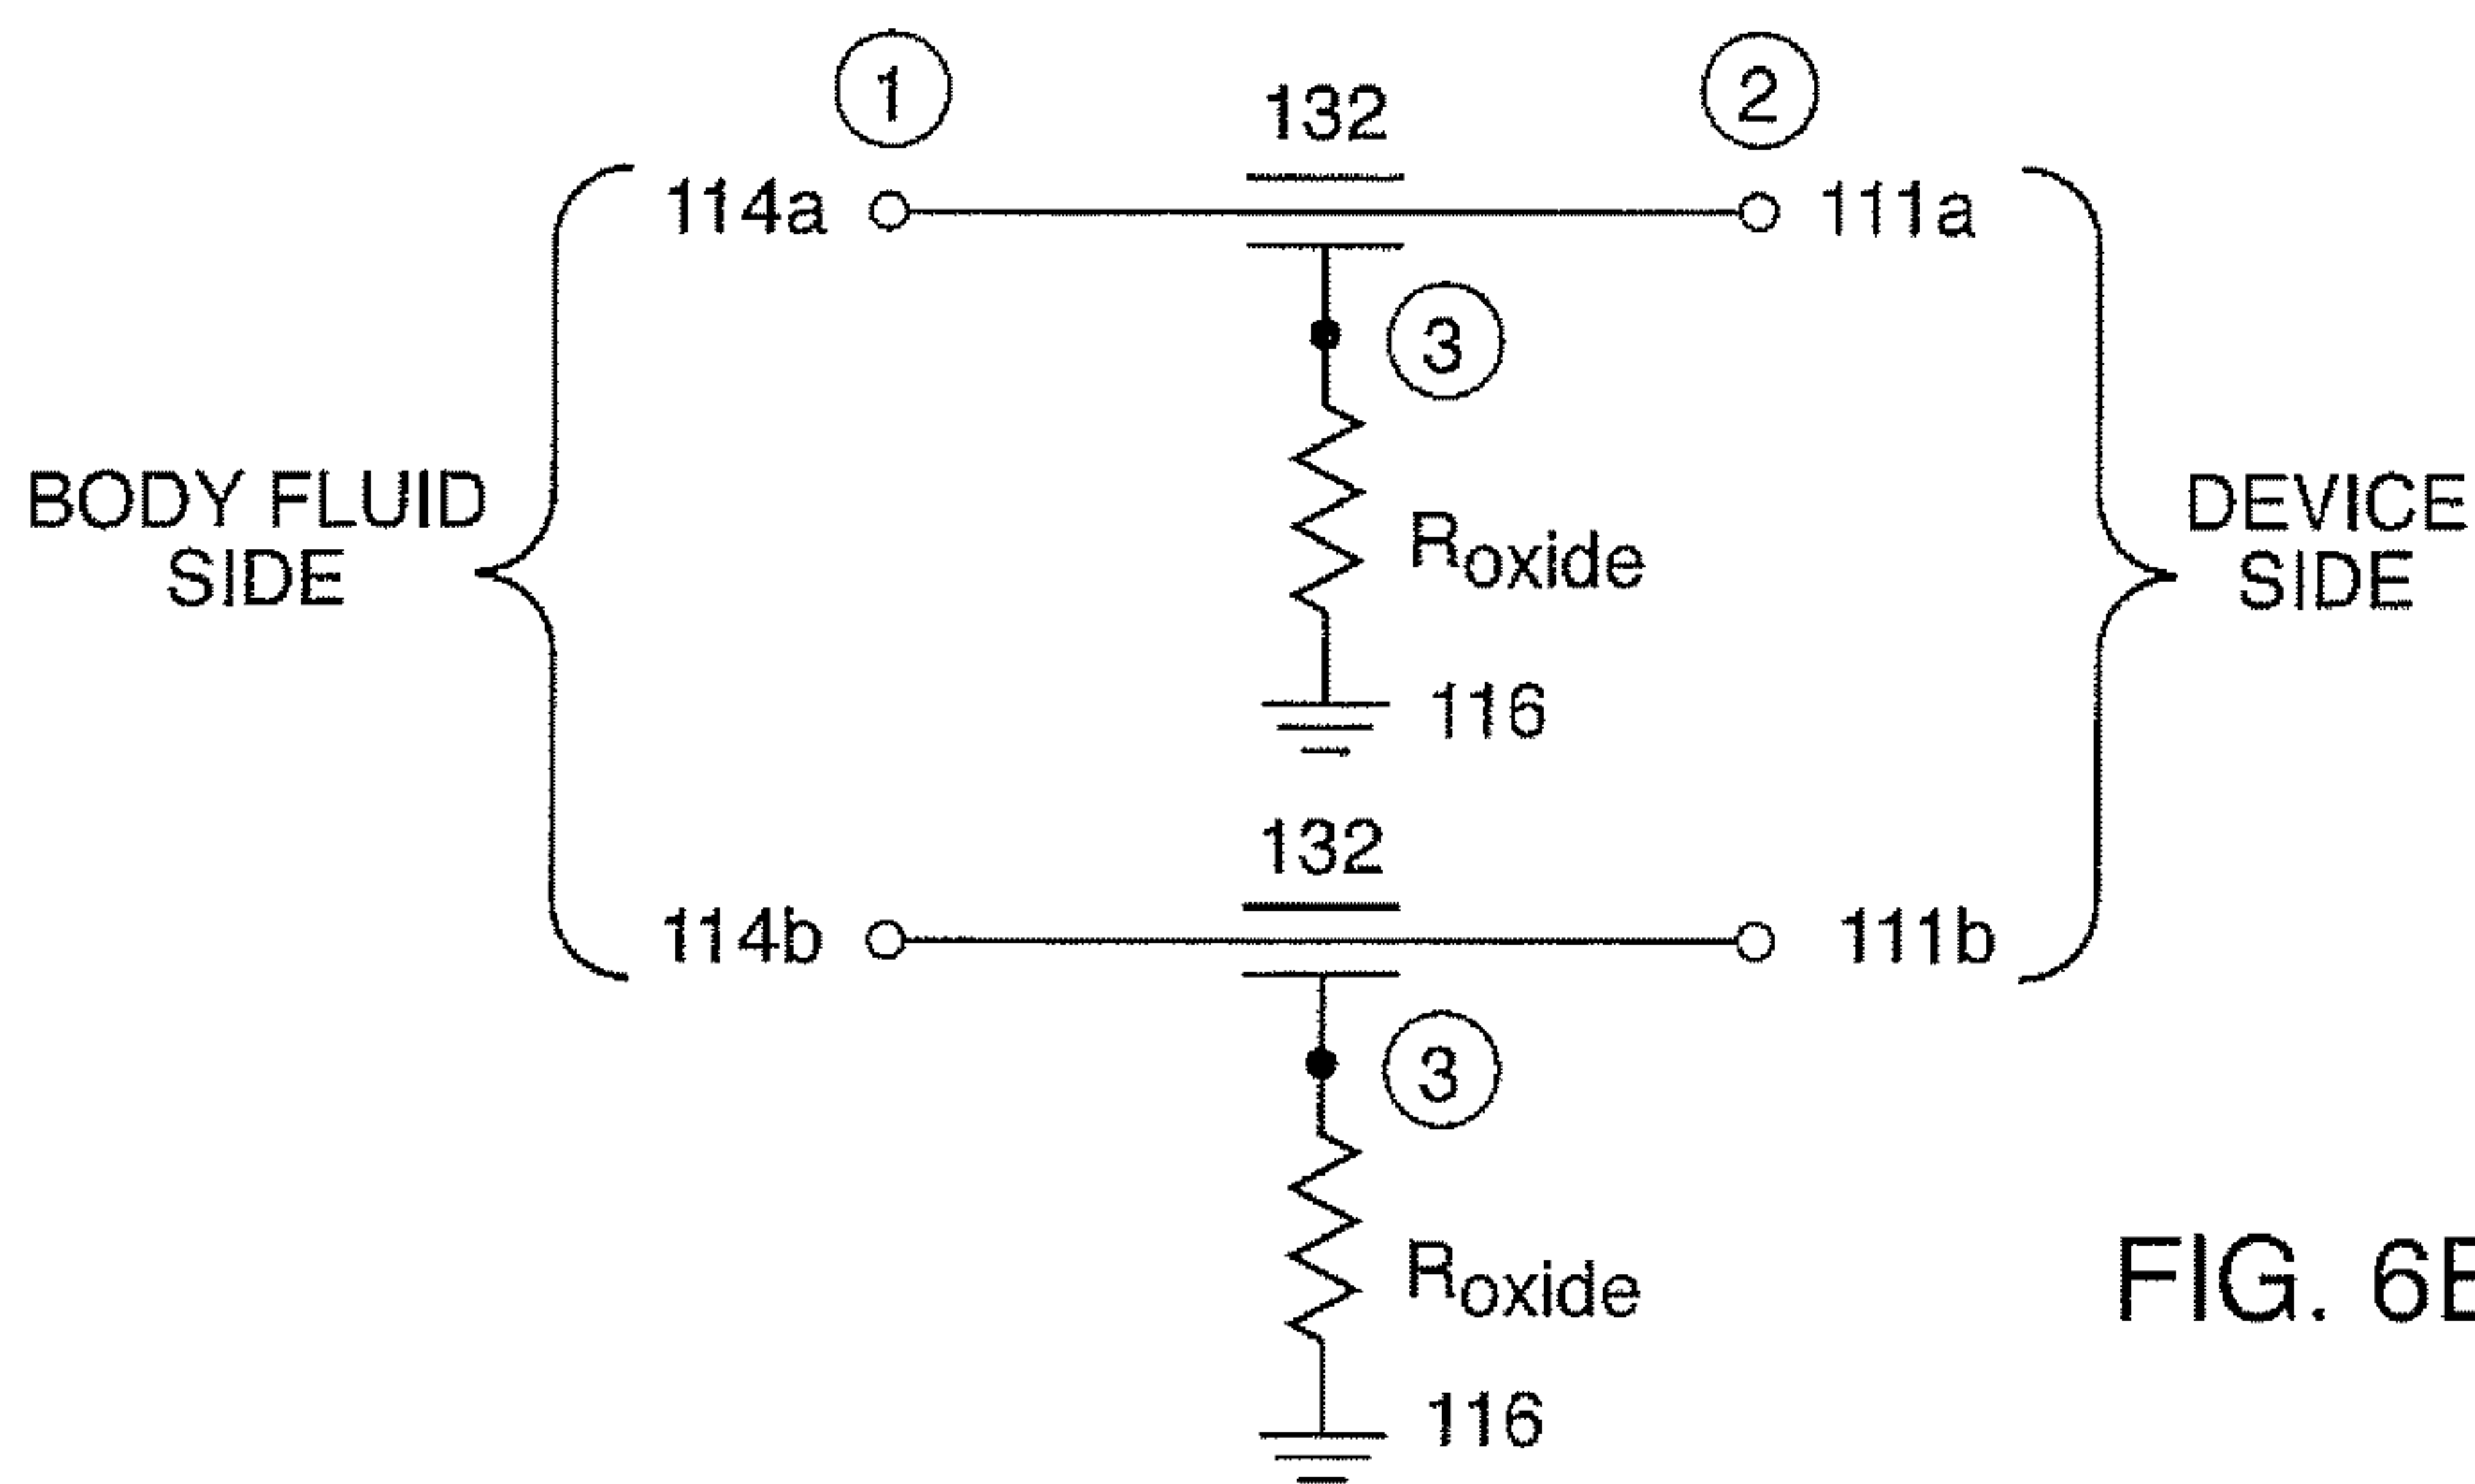 1
2
132
114a
111a
3
BODY FLUID
SIDE
DEVICE
SIDE
Roxide
116
132
114b
111b
3
Roxide
FIG. 6
116